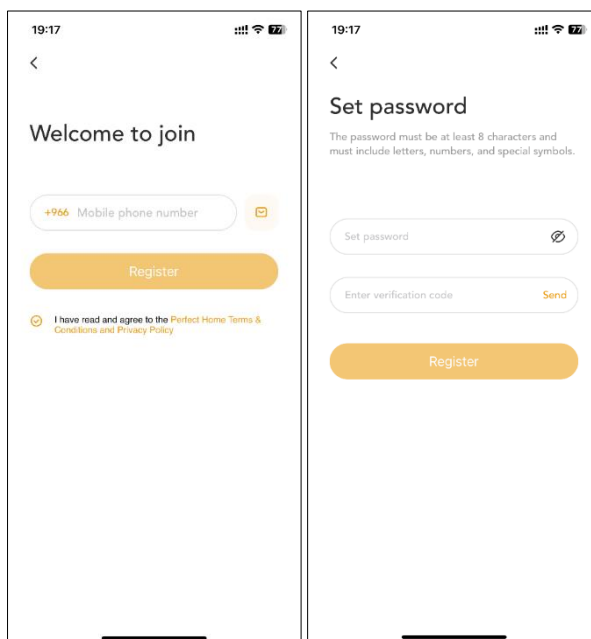 19:17
77
Welcome to join
+966 Mobile phone number
Register
I have read and agree to the Perfect Home Terms &
Conditions and Privacy Policy
19:17
77
Set password
The password must be at least 8 characters and
must include letters, numbers, and special symbols.
Set password
Enter verification code Send
Register